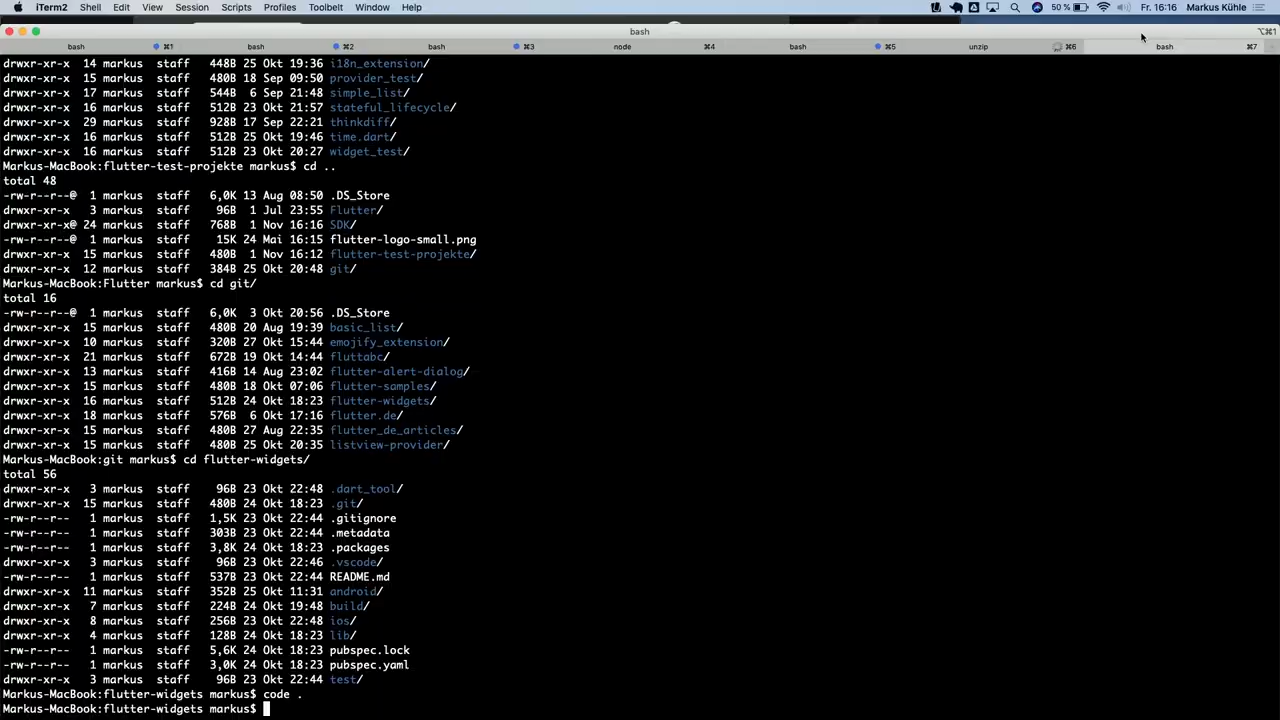 iTerm2 Shell Edit View Session Scripts Profiles Toolbelt Window Help 50 % Fr. 16:16 Markus Kühle
bash ⌥⌘1
bash ⌘1 bash ⌘2 bash ⌘3 node ⌘4 bash ⌘5 unzip ⌘6 bash ⌘7
drwxr-xr-x 14 markus staff 448B 25 Okt 19:36 i18n_extension/
drwxr-xr-x 15 markus staff 480B 18 Sep 09:50 provider_test/
drwxr-xr-x 17 markus staff 544B 6 Sep 21:48 simple_list/
drwxr-xr-x 16 markus staff 512B 23 Okt 21:57 stateful_lifecycle/
drwxr-xr-x 29 markus staff 928B 17 Sep 22:21 thinkdiff/
drwxr-xr-x 16 markus staff 512B 25 Okt 19:46 time.dart/
drwxr-xr-x 16 markus staff 512B 23 Okt 20:27 widget_test/
Markus-MacBook:flutter-test-projekte markus$ cd ..
total 48
-rw-r--r--@ 1 markus staff 6,0K 13 Aug 08:50 .DS_Store
drwxr-xr-x 3 markus staff 96B 1 Jul 23:55 Flutter/
drwxr-xr-x@ 24 markus staff 768B 1 Nov 16:16 SDK/
-rw-r--r--@ 1 markus staff 15K 24 Mai 16:15 flutter-logo-small.png
drwxr-xr-x 15 markus staff 480B 1 Nov 16:12 flutter-test-projekte/
drwxr-xr-x 12 markus staff 384B 25 Okt 20:48 git/
Markus-MacBook:Flutter markus$ cd git/
total 16
-rw-r--r--@ 1 markus staff 6,0K 3 Okt 20:56 .DS_Store
drwxr-xr-x 15 markus staff 480B 20 Aug 19:39 basic_list/
drwxr-xr-x 10 markus staff 320B 27 Okt 15:44 emojify_extension/
drwxr-xr-x 21 markus staff 672B 19 Okt 14:44 fluttabc/
drwxr-xr-x 13 markus staff 416B 14 Aug 23:02 flutter-alert-dialog/
drwxr-xr-x 15 markus staff 480B 18 Okt 07:06 flutter-samples/
drwxr-xr-x 16 markus staff 512B 24 Okt 18:23 flutter-widgets/
drwxr-xr-x 18 markus staff 576B 6 Okt 17:16 flutter.de/
drwxr-xr-x 15 markus staff 480B 27 Aug 22:35 flutter_de_articles/
drwxr-xr-x 15 markus staff 480B 25 Okt 20:35 listview-provider/
Markus-MacBook:git markus$ cd flutter-widgets/
total 56
drwxr-xr-x 3 markus staff 96B 23 Okt 22:48 .dart_tool/
drwxr-xr-x 15 markus staff 480B 24 Okt 18:23 .git/
-rw-r--r-- 1 markus staff 1,5K 23 Okt 22:44 .gitignore
-rw-r--r-- 1 markus staff 303B 23 Okt 22:44 .metadata
-rw-r--r-- 1 markus staff 3,8K 24 Okt 18:23 .packages
drwxr-xr-x 3 markus staff 96B 23 Okt 22:46 .vscode/
-rw-r--r-- 1 markus staff 537B 23 Okt 22:44 README.md
drwxr-xr-x 11 markus staff 352B 25 Okt 11:31 android/
drwxr-xr-x 7 markus staff 224B 24 Okt 19:48 build/
drwxr-xr-x 8 markus staff 256B 23 Okt 22:48 ios/
drwxr-xr-x 4 markus staff 128B 24 Okt 18:23 lib/
-rw-r--r-- 1 markus staff 5,6K 24 Okt 18:23 pubspec.lock
-rw-r--r-- 1 markus staff 3,0K 24 Okt 18:23 pubspec.yaml
drwxr-xr-x 3 markus staff 96B 23 Okt 22:44 test/
Markus-MacBook:flutter-widgets markus$ code .
Markus-MacBook:flutter-widgets markus$